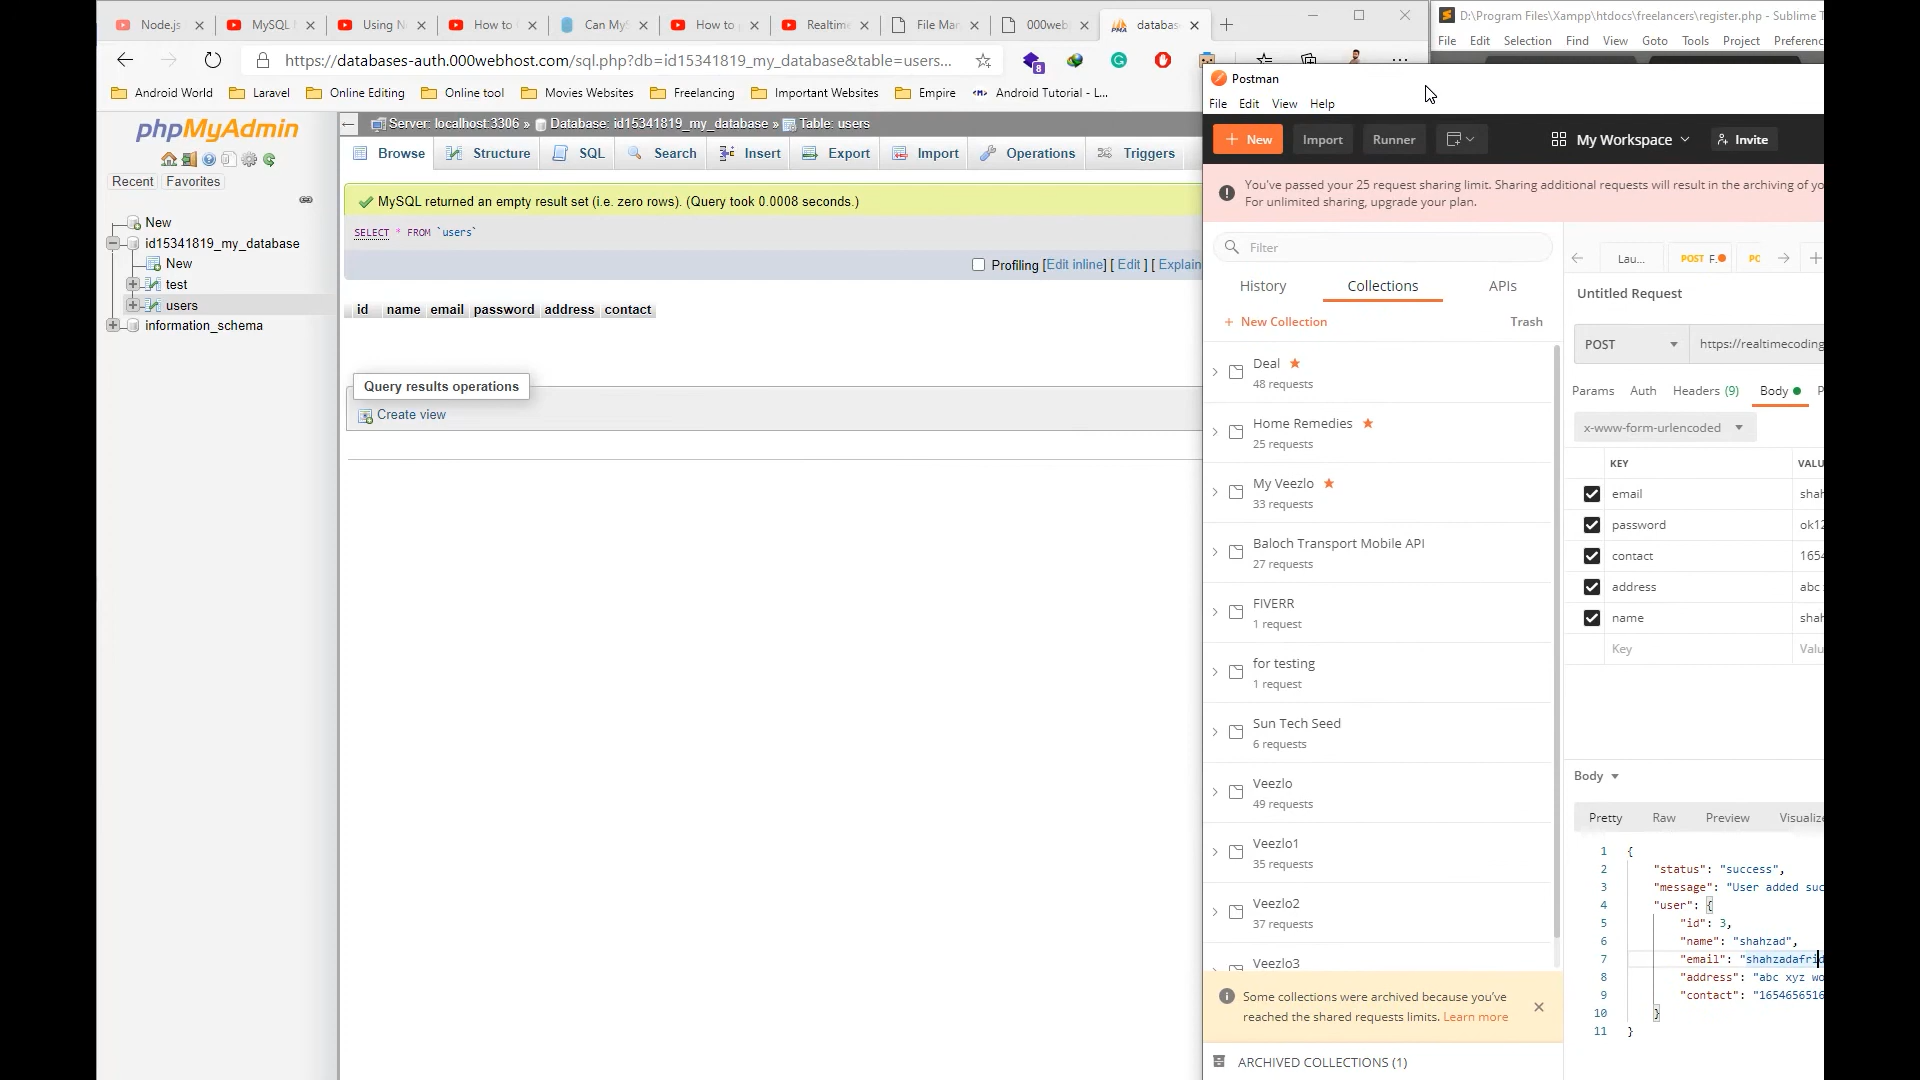 Node.js
MySQL
Using N
How to
Can My
How to
Realtime
File Mar
000web
databas
D:\Program Files\Xampp\htdocs\freelancers\register.php - Sublime T
File Edit Selection Find View Goto Tools Project Preferenc
https://databases-auth.000webhost.com/sql.php?db=id15341819_my_database&table=users...
8
Android World
Laravel
Online Editing
Online tool
Movies Websites
Freelancing
Important Websites
Empire
Android Tutorial - L...
phpMyAdmin
Recent Favorites
New
id15341819_my_database
New
test
users
information_schema
Server: localhost:3306 » Database: id15341819_my_database » Table: users
Browse Structure SQL Search Insert Export Import Operations Triggers
MySQL returned an empty result set (i.e. zero rows). (Query took 0.0008 seconds.)
SELECT * FROM `users`
Profiling [Edit inline] [ Edit ] [ Explain
id name email password address contact
Query results operations
Create view
Postman
File Edit View Help
New Import Runner My Workspace Invite
You've passed your 25 request sharing limit. Sharing additional requests will result in the archiving of yo
For unlimited sharing, upgrade your plan.
Filter
History Collections APIs
+ New Collection Trash
Deal
48 requests
Home Remedies
25 requests
My Veezlo
33 requests
Baloch Transport Mobile API
27 requests
FIVERR
1 request
for testing
1 request
Sun Tech Seed
6 requests
Veezlo
49 requests
Veezlo1
35 requests
Veezlo2
37 requests
Veezlo3
Some collections were archived because you've
reached the shared requests limits. Learn more
ARCHIVED COLLECTIONS (1)
Lau... POST F. PC
Untitled Request
POST https://realtimecoding
Params Auth Headers (9) Body P
x-www-form-urlencoded
KEY VALU
email shah
password ok12
contact 1654
address abc
name shah
Key Valu
Body
Pretty Raw Preview Visualize
1 {
2 "status": "success",
3 "message": "User added suc
4 "user": {
5 "id": 3,
6 "name": "shahzad",
7 "email": "shahzadafrid
8 "address": "abc xyz wo
9 "contact": "1654656516
10 }
11 }